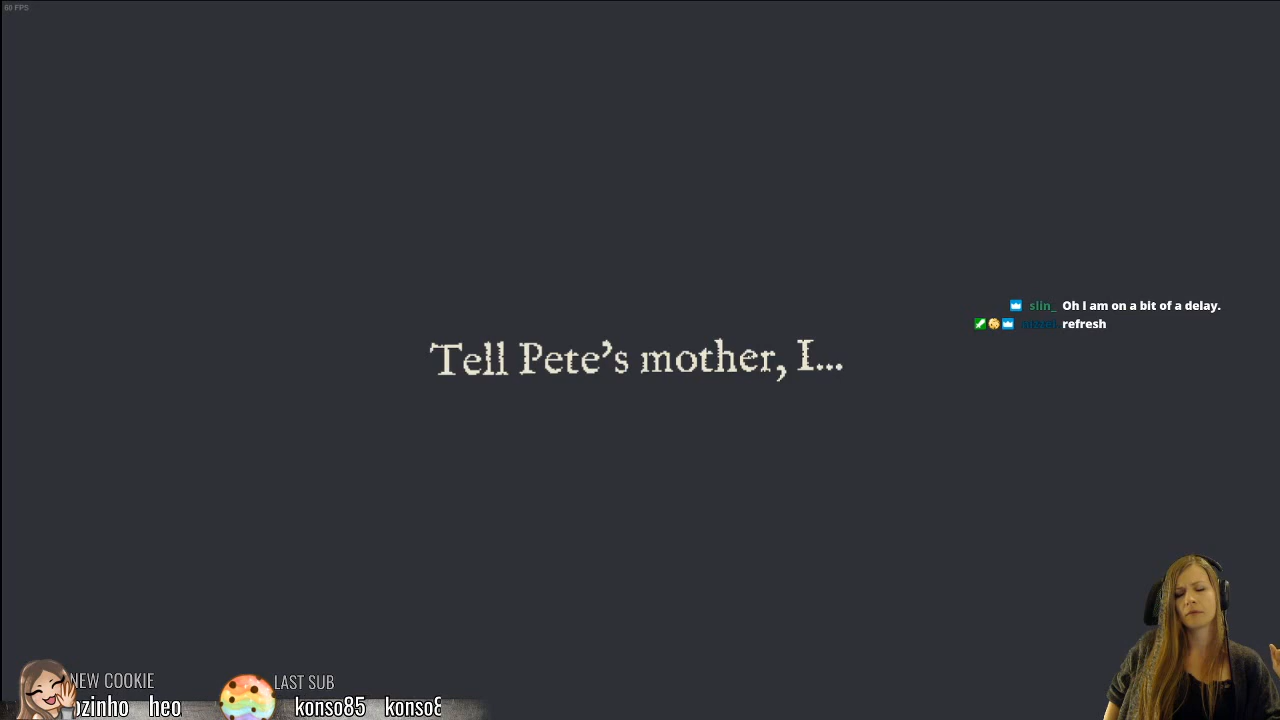 60 FPS
Tell Pete's mother, I...
slin_ Oh I am on a bit of a delay.
refresh
NEW COOKIE
ozinho heo
LAST SUB
konso85 konso8